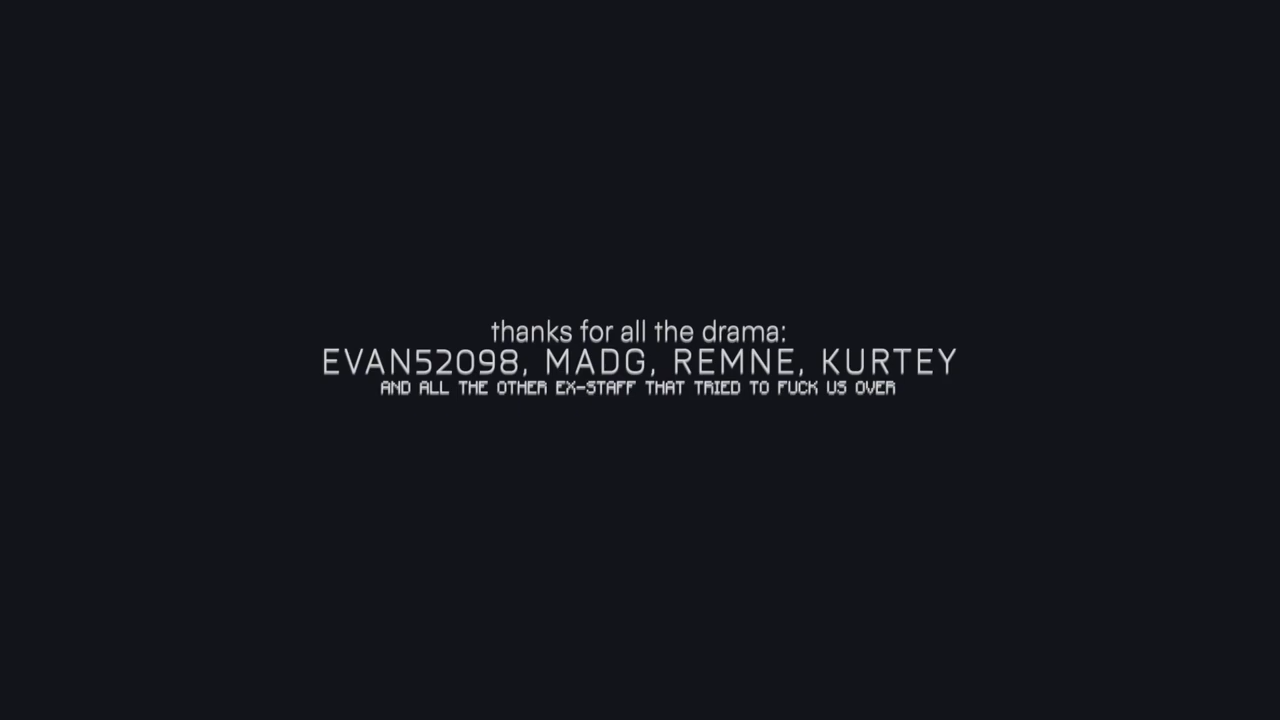 thanks for all the drama:
EVAN52098, MADG, REMNE, KURTEY
AND ALL THE OTHER EX-STAFF THAT TRIED TO FUCK US OVER